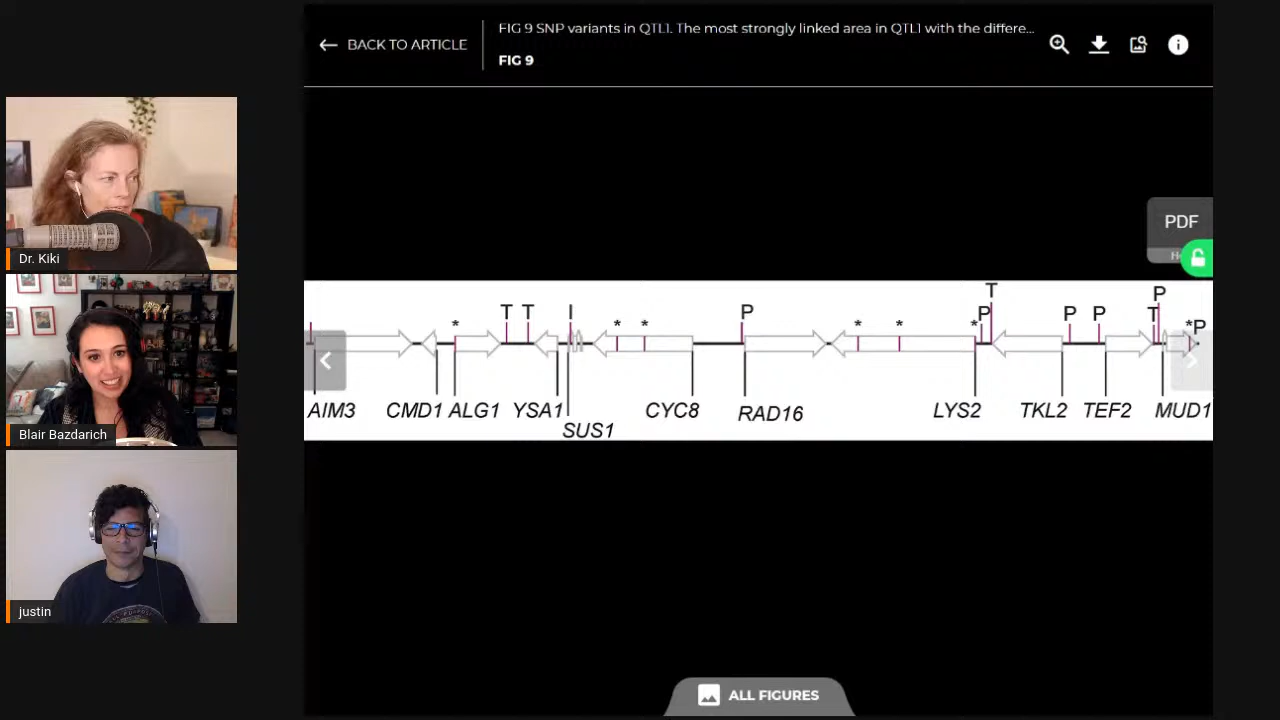 BACK TO ARTICLE
FIG 9 SNP variants in QTL1. The most strongly linked area in QTL1 with the differe...
FIG 9
PDF
T
P
T T I P P P P T
* * * * * * * P
AIM3 CMD1 ALG1 YSA1 CYC8 RAD16 LYS2 TKL2 TEF2 MUD1
SUS1
ALL FIGURES
Dr. Kiki
Blair Bazdarich
justin